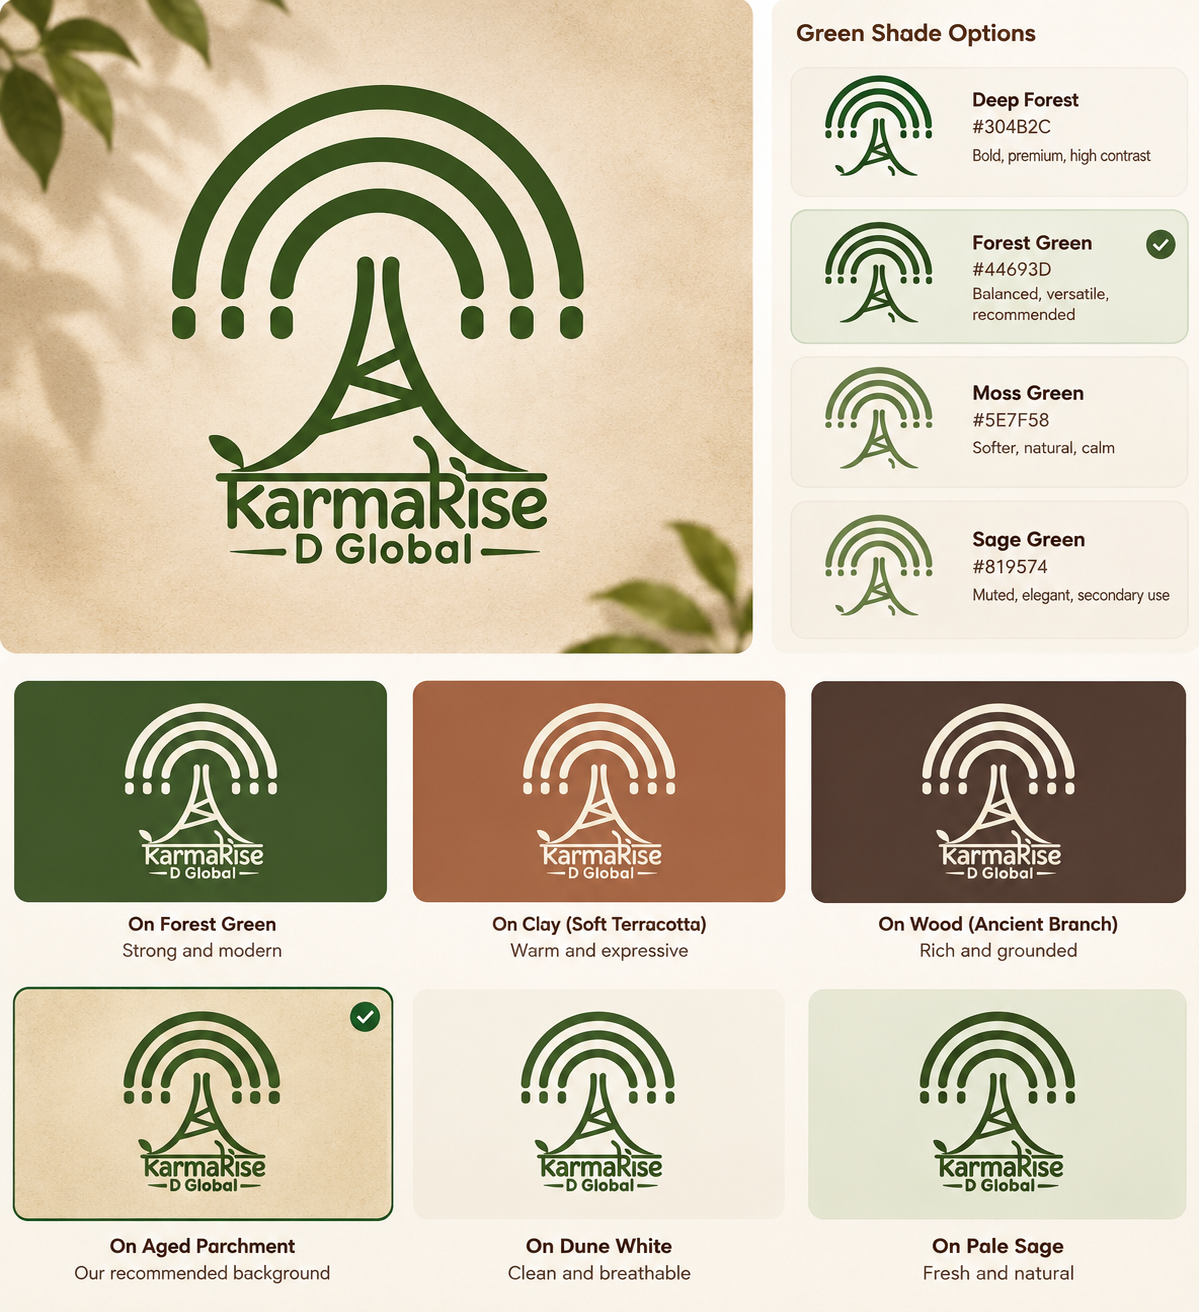 KarmaRise
D Global
Green Shade Options
Deep Forest
#304B2C
Bold, premium, high contrast
Forest Green
#44693D
Balanced, versatile,
recommended
Moss Green
#5E7F58
Softer, natural, calm
Sage Green
#819574
Muted, elegant, secondary use
KarmaRise
D Global
On Forest Green
Strong and modern
KarmaRise
D Global
On Clay (Soft Terracotta)
Warm and expressive
KarmaRise
D Global
On Wood (Ancient Branch)
Rich and grounded
KarmaRise
D Global
On Aged Parchment
Our recommended background
KarmaRise
D Global
On Dune White
Clean and breathable
KarmaRise
D Global
On Pale Sage
Fresh and natural